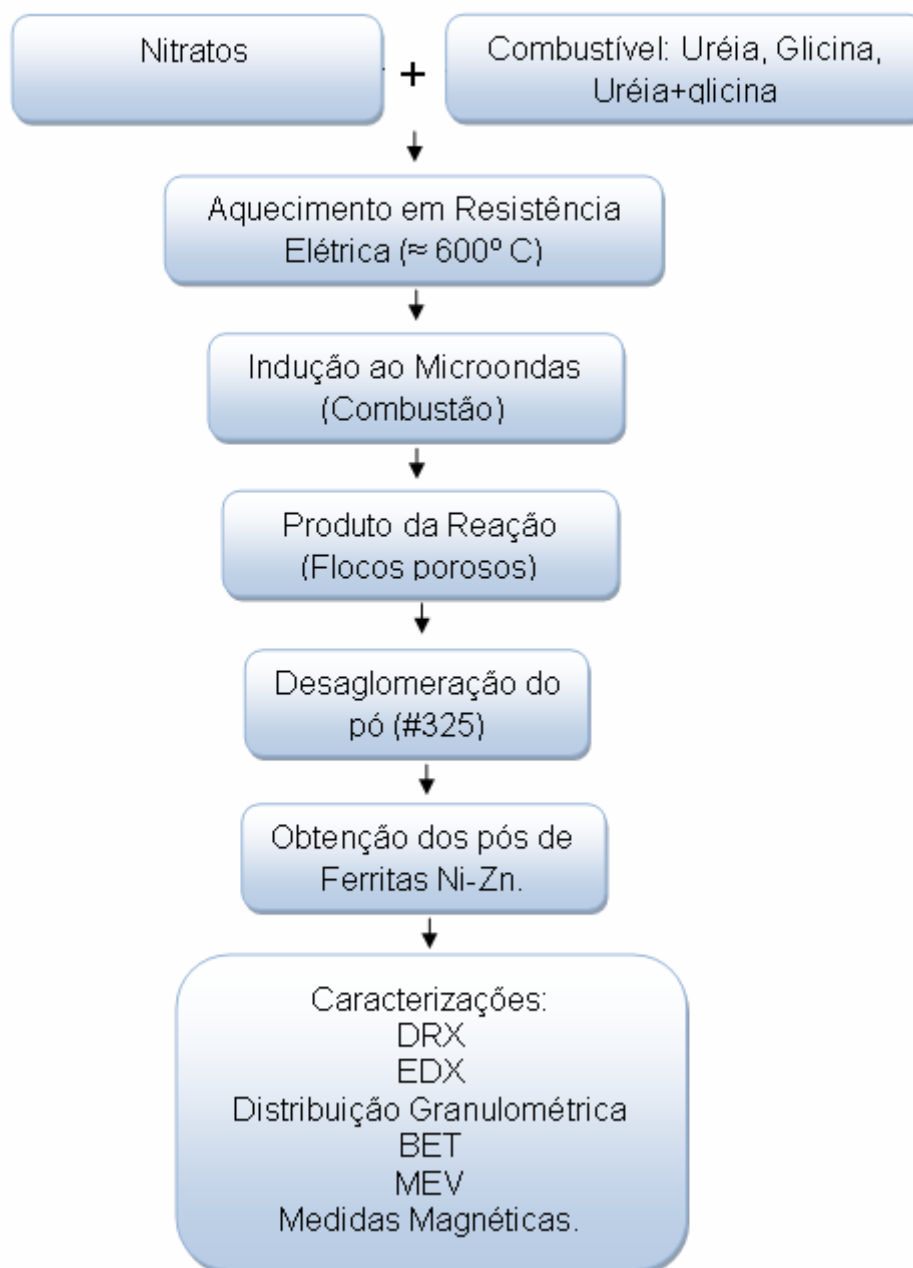 Nitratos
+
Combustível: Uréia, Glicina,
Uréia+glicina
Aquecimento em Resistência
Elétrica (≈ 600º C)
Indução ao Microondas
(Combustão)
Produto da Reação
(Flocos porosos)
Desaglomeração do
pó (#325)
Obtenção dos pós de
Ferritas Ni-Zn.
Caracterizações:
DRX
EDX
Distribuição Granulométrica
BET
MEV
Medidas Magnéticas.